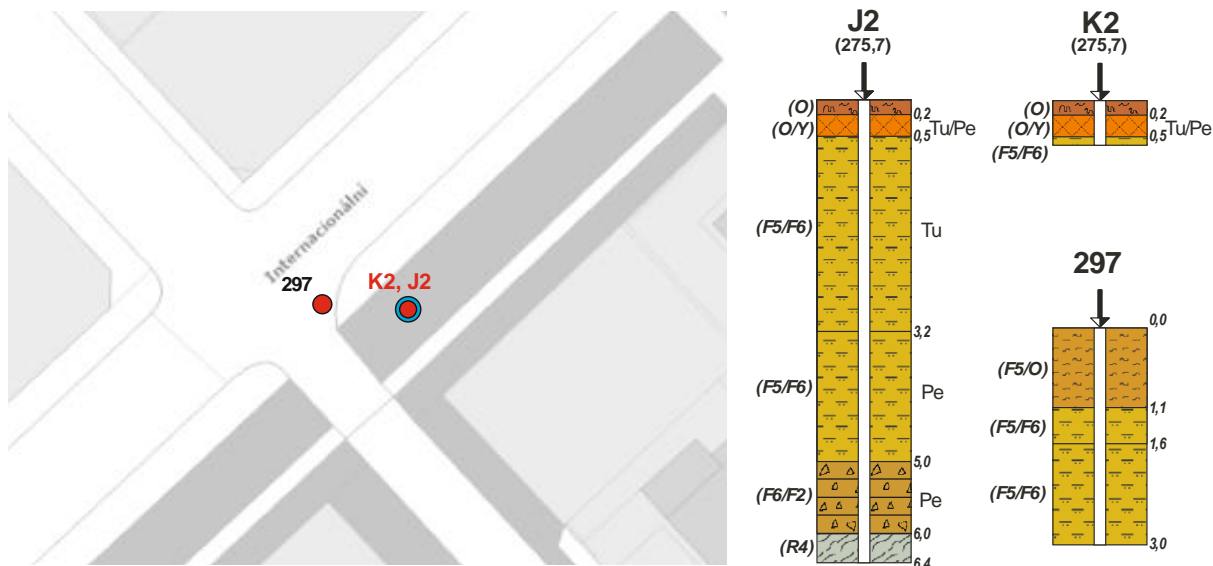 Internacionální
297
K2, J2
J2
(275,7)
(O)
0,2
(O/Y)
Tu/Pe
0,5
(F5/F6)
Tu
3,2
(F5/F6)
Pe
5,0
(F6/F2)
Pe
6,0
(R4)
6,4
K2
(275,7)
(O)
0,2
(O/Y)
Tu/Pe
0,5
(F5/F6)
297
0,0
(F5/O)
1,1
(F5/F6)
1,6
(F5/F6)
3,0